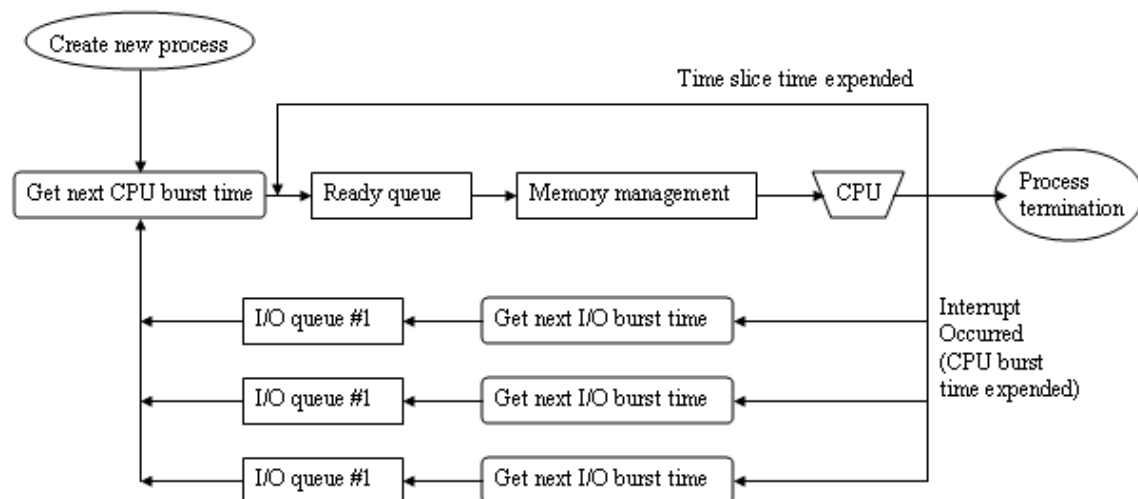 Create new process
Time slice time expended
Get next CPU burst time
Ready queue
Memory management
CPU
Process
termination
I/O queue #1
Get next I/O burst time
Interrupt
Occurred
(CPU burst
time expended)
I/O queue #1
Get next I/O burst time
I/O queue #1
Get next I/O burst time